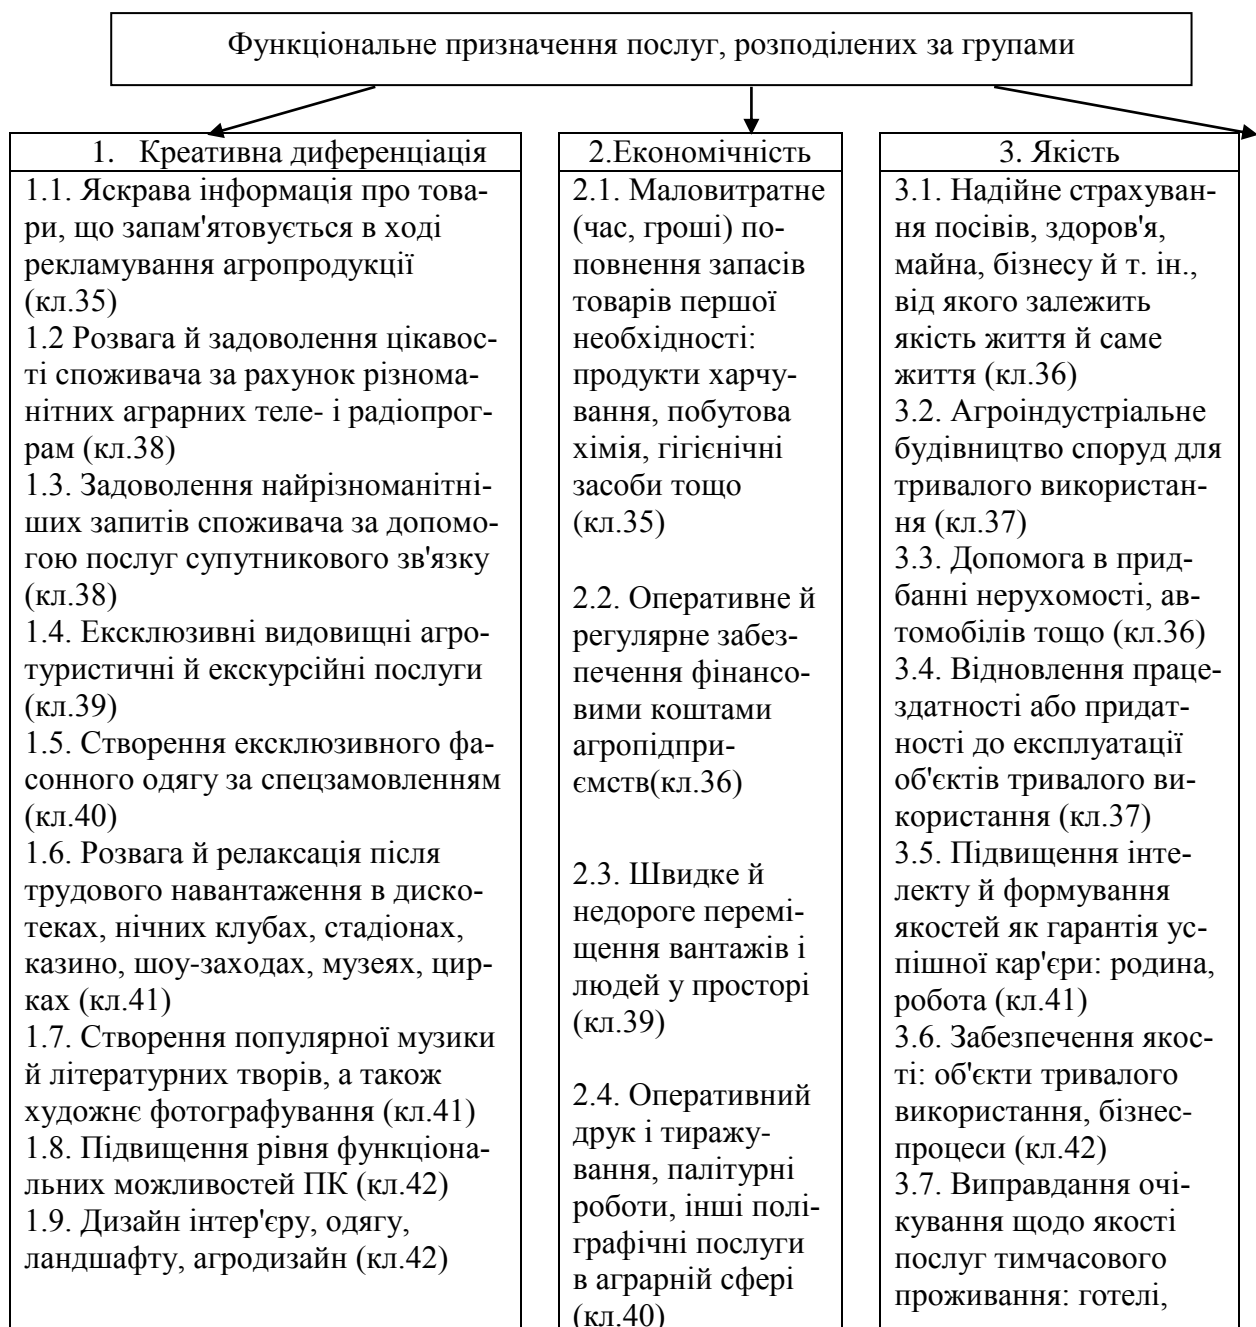 Функціональне призначення послуг, розподілених за групами
1. Креативна диференціація
1.1. Яскрава інформація про това-
ри, що запам'ятовується в ході
рекламування агропродукції
(кл.35)
1.2 Розвага й задоволення цікавос-
ті споживача за рахунок різнома-
нітних аграрних теле- і радіопрог-
рам (кл.38)
1.3. Задоволення найрізноманітні-
ших запитів споживача за допомо-
гою послуг супутникового зв'язку
(кл.38)
1.4. Ексклюзивні видовищні агро-
туристичні й екскурсійні послуги
(кл.39)
1.5. Створення ексклюзивного фа-
сонного одягу за спецзамовленням
(кл.40)
1.6. Розвага й релаксація після
трудового навантаження в диско-
теках, нічних клубах, стадіонах,
казино, шоу-заходах, музеях, цир-
ках (кл.41)
1.7. Створення популярної музики
й літературних творів, а також
художнє фотографування (кл.41)
1.8. Підвищення рівня функціона-
льних можливостей ПК (кл.42)
1.9. Дизайн інтер'єру, одягу,
ландшафту, агродизайн (кл.42)
2.Економічність
2.1. Маловитратне
(час, гроші) по-
повнення запасів
товарів першої
необхідності:
продукти харчу-
вання, побутова
хімія, гігієнічні
засоби тощо
(кл.35)
2.2. Оперативне й
регулярне забез-
печення фінансо-
вими коштами
агропідпри-
ємств(кл.36)
2.3. Швидке й
недороге перемі-
щення вантажів і
людей у просторі
(кл.39)
2.4. Оперативний
друк і тиражу-
вання, палітурні
роботи, інші полі-
графічні послуги
в аграрній сфері
(кл.40)
3. Якість
3.1. Надійне страхуван-
ня посівів, здоров'я,
майна, бізнесу й т. ін.,
від якого залежить
якість життя й саме
життя (кл.36)
3.2. Агроіндустріальне
будівництво споруд для
тривалого використан-
ня (кл.37)
3.3. Допомога в прид-
банні нерухомості, ав-
томобілів тощо (кл.36)
3.4. Відновлення праце-
здатності або придат-
ності до експлуатації
об'єктів тривалого ви-
користання (кл.37)
3.5. Підвищення інте-
лекту й формування
якостей як гарантія ус-
пішної кар'єри: родина,
робота (кл.41)
3.6. Забезпечення якос-
ті: об'єкти тривалого
використання, бізнес-
процеси (кл.42)
3.7. Виправдання очі-
кування щодо якості
послуг тимчасового
проживання: готелі,